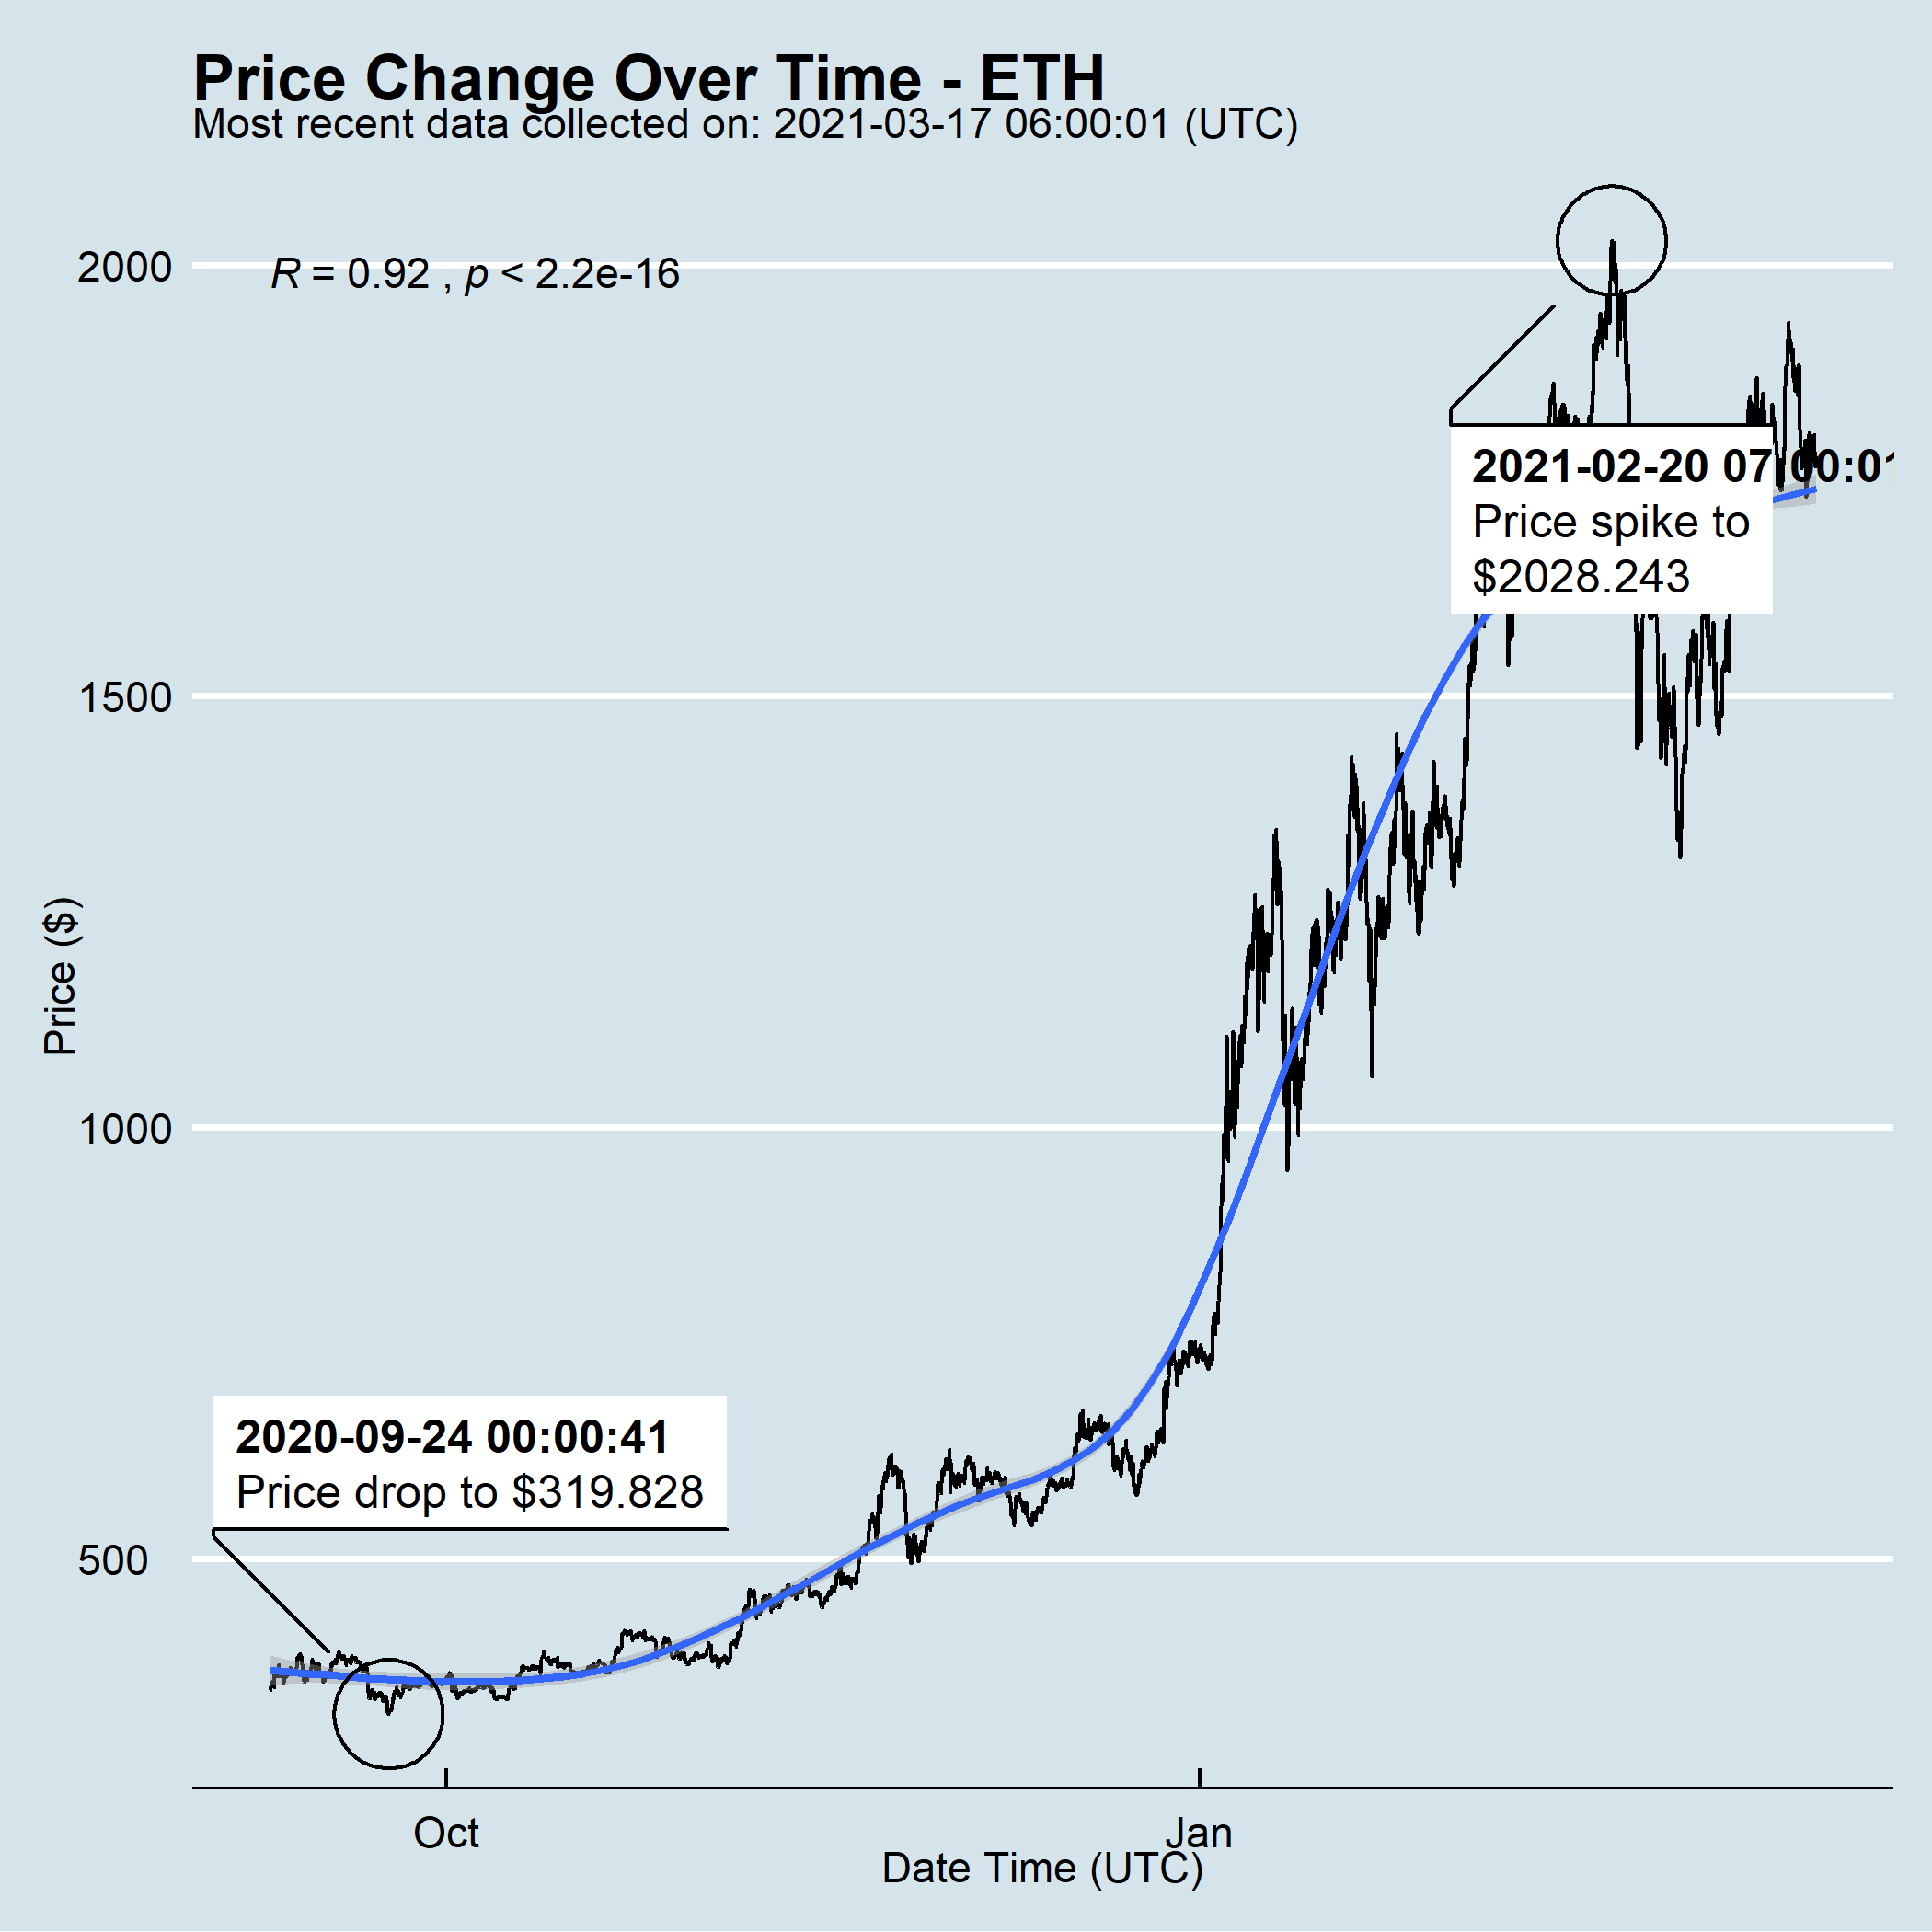 Price Change Over Time - ETH
Most recent data collected on: 2021-03-17 06:00:01 (UTC)
2000
R = 0.92 , p < 2.2e-16
2021-02-20 07:00:01
Price spike to
$2028.243
1500
Price ($)
1000
2020-09-24 00:00:41
Price drop to $319.828
500
Oct
Jan
Date Time (UTC)